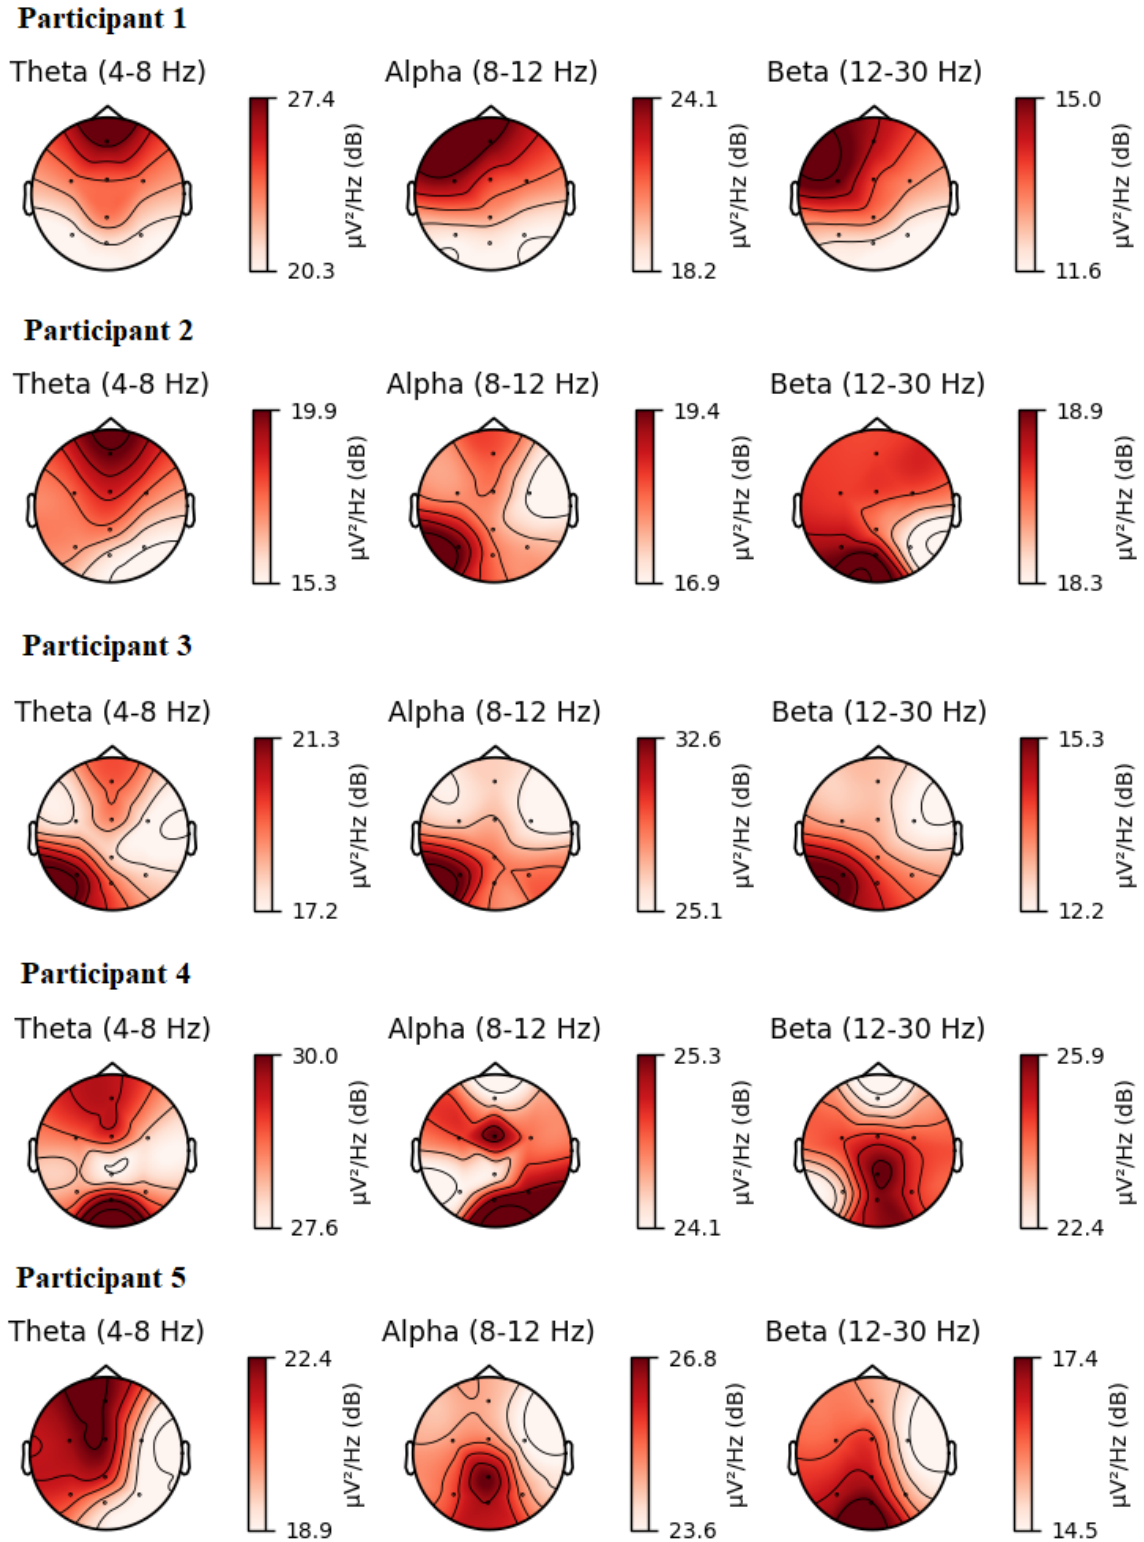 Participant 1
Theta (4-8 Hz) Alpha (8-12 Hz) Beta (12-30 Hz)
27.4 24.1 15.0
µV²/Hz (dB) µV²/Hz (dB) µV²/Hz (dB)
20.3 18.2 11.6
Participant 2
Theta (4-8 Hz) Alpha (8-12 Hz) Beta (12-30 Hz)
19.9 19.4 18.9
µV²/Hz (dB) µV²/Hz (dB) µV²/Hz (dB)
15.3 16.9 18.3
Participant 3
Theta (4-8 Hz) Alpha (8-12 Hz) Beta (12-30 Hz)
21.3 32.6 15.3
µV²/Hz (dB) µV²/Hz (dB) µV²/Hz (dB)
17.2 25.1 12.2
Participant 4
Theta (4-8 Hz) Alpha (8-12 Hz) Beta (12-30 Hz)
30.0 25.3 25.9
µV²/Hz (dB) µV²/Hz (dB) µV²/Hz (dB)
27.6 24.1 22.4
Participant 5
Theta (4-8 Hz) Alpha (8-12 Hz) Beta (12-30 Hz)
22.4 26.8 17.4
µV²/Hz (dB) µV²/Hz (dB) µV²/Hz (dB)
18.9 23.6 14.5